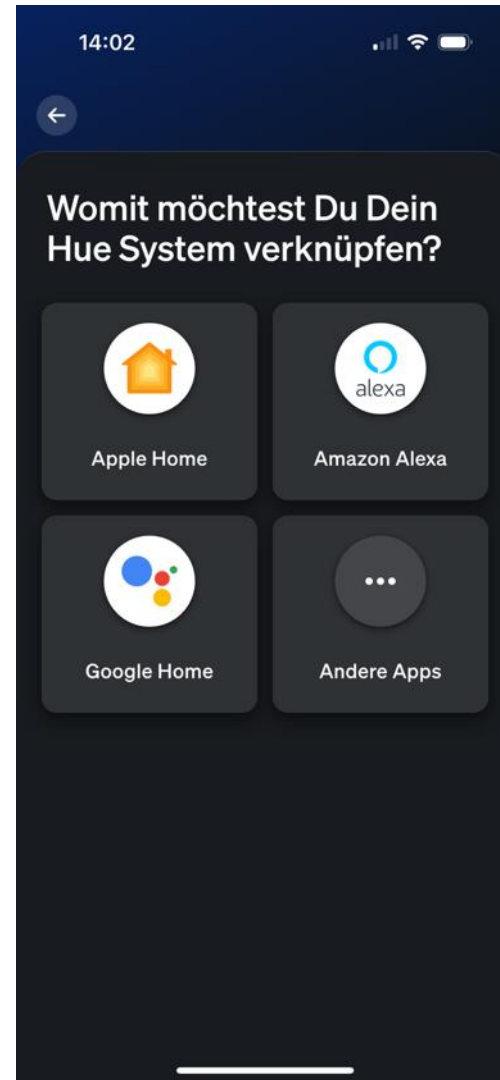 14:02
Womit möchtest Du Dein
Hue System verknüpfen?
alexa
Apple Home
Amazon Alexa
Google Home
Andere Apps